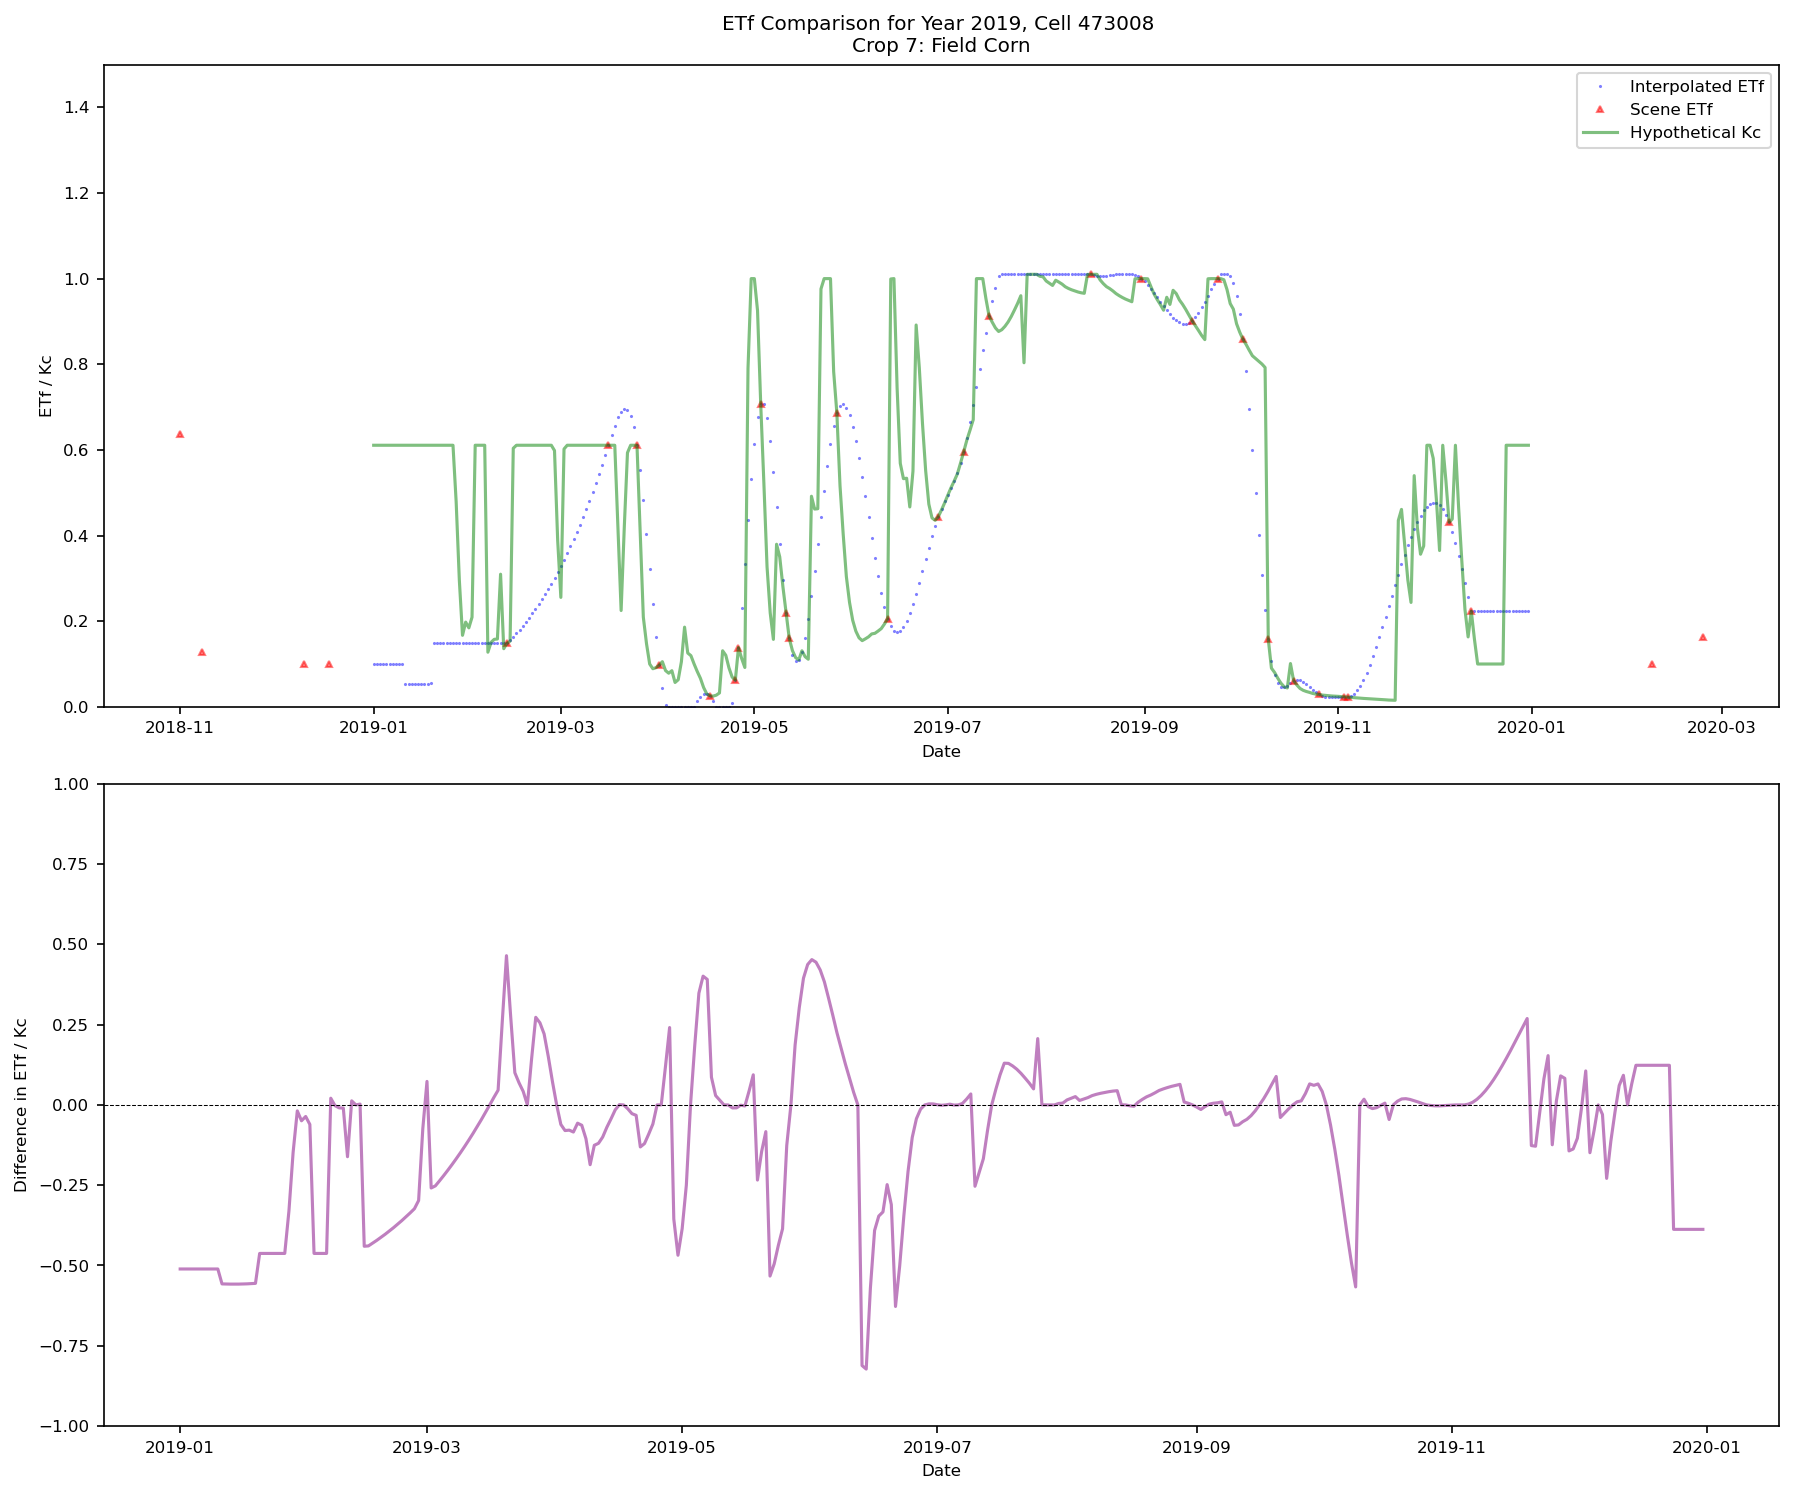 ETf Comparison for Year 2019, Cell 473008
Crop 7: Field Corn
Interpolated ETf
Scene ETf
Hypothetical Kc
1.4
1.2
1.0
0.8
0.6
0.4
0.2
0.0
ETf / Kc
2018-11 2019-01 2019-03 2019-05 2019-07 2019-09 2019-11 2020-01 2020-03
Date
1.00
0.75
0.50
0.25
0.00
−0.25
−0.50
−0.75
−1.00
Difference in ETf / Kc
2019-01 2019-03 2019-05 2019-07 2019-09 2019-11 2020-01
Date